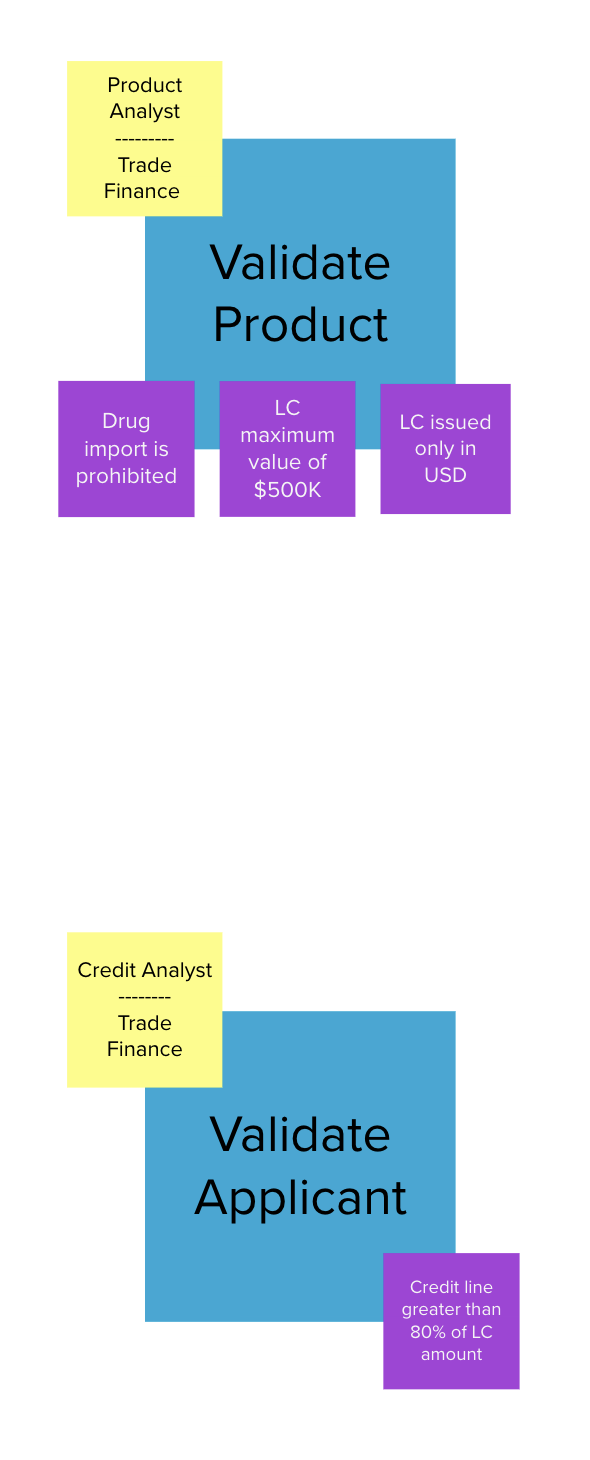 Product
Analyst
---------
Trade
Finance
Validate
Product
Drug
import is
prohibited
LC
maximum
value of
$500K
LC issued
only in
USD
Credit Analyst
--------
Trade
Finance
Validate
Applicant
Credit line
greater than
80% of LC
amount